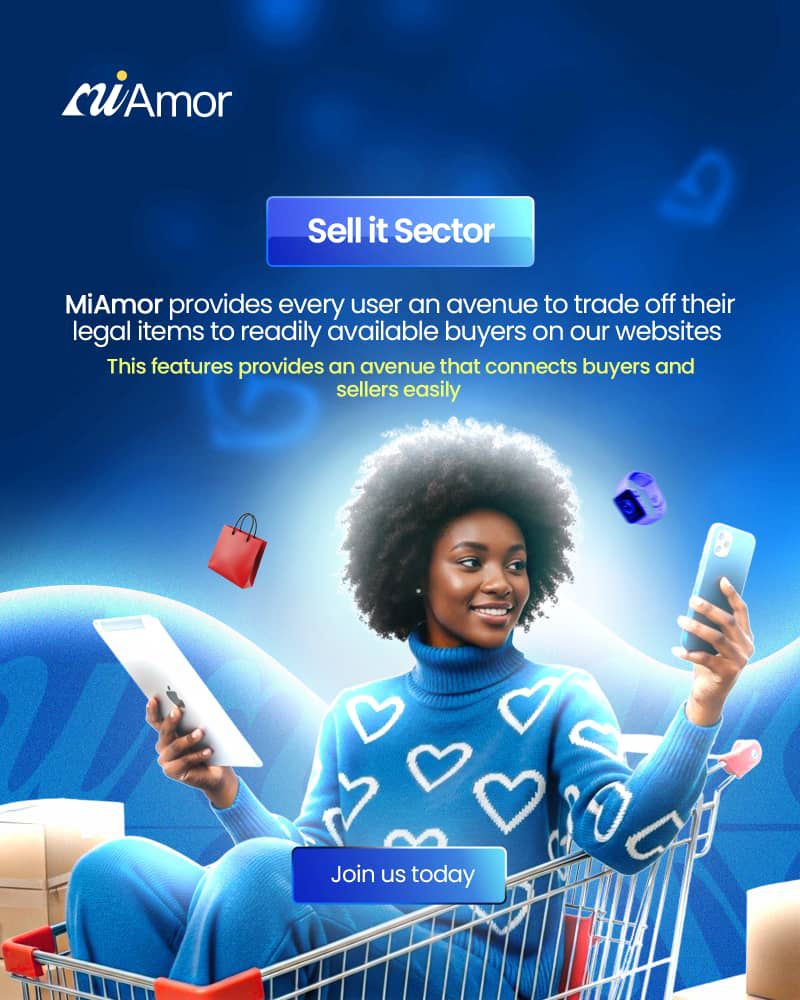 miAmor
Sell it Sector
MiAmor provides every user an avenue to trade off their
legal items to readily available buyers on our websites
This features provides an avenue that connects buyers and
sellers easily
Join us today